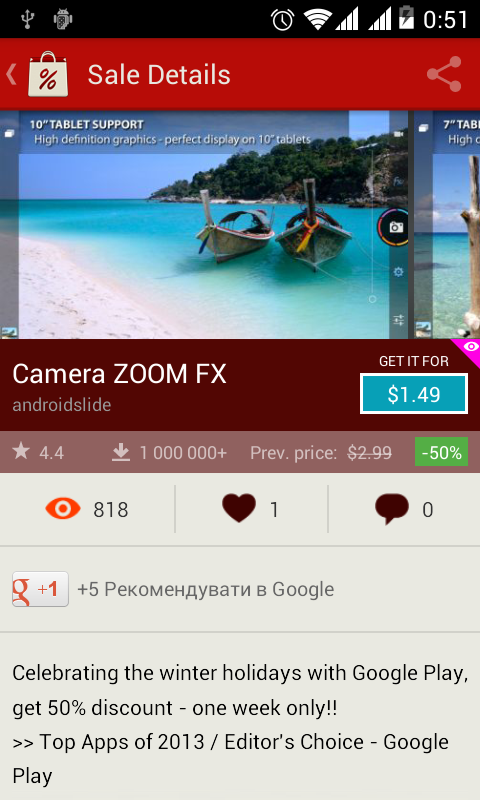 0:51
% Sale Details
10" TABLET SUPPORT
High definition graphics - perfect display on 10" tablets
7" TAB
High c
Camera ZOOM FX
androidslide
GET IT FOR
$1.49
4.4 1 000 000+ Prev. price: $2.99 -50%
818 1 0
g +1 +5 Рекомендувати в Google
Celebrating the winter holidays with Google Play,
get 50% discount - one week only!!
>> Top Apps of 2013 / Editor's Choice - Google
Play